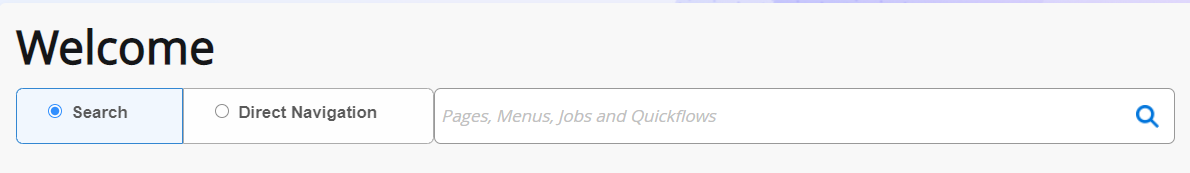 Welcome
Search Direct Navigation Pages, Menus, Jobs and Quickflows